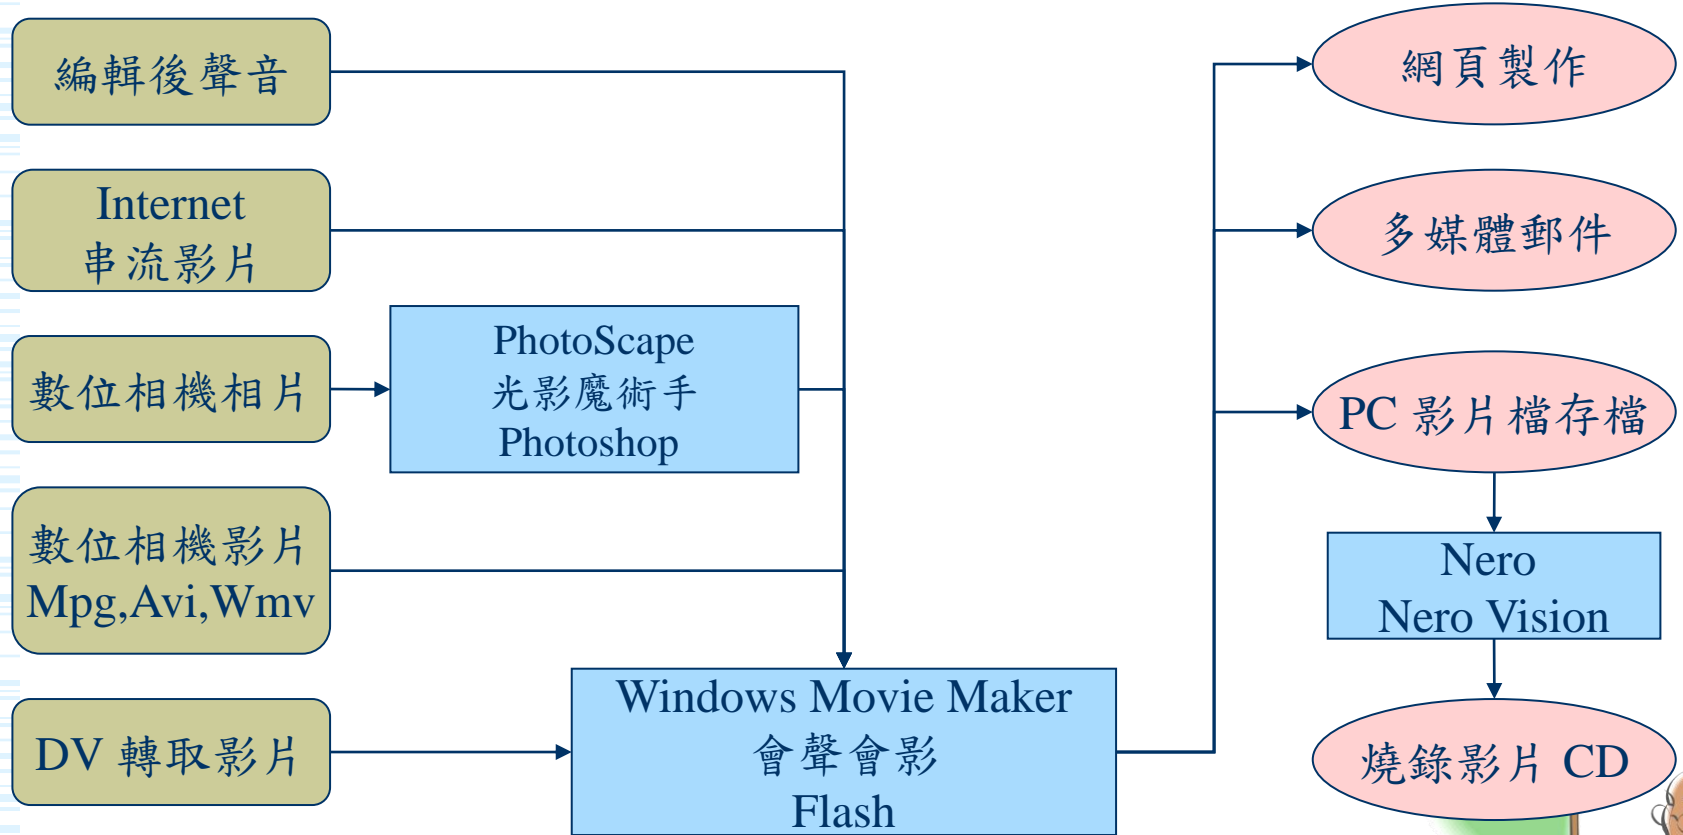 編輯後聲音
Internet
串流影片
數位相機相片
數位相機影片
Mpg,Avi,Wmv
DV 轉取影片
PhotoScape
光影魔術手
Photoshop
Windows Movie Maker
會聲會影
Flash
網頁製作
多媒體郵件
PC 影片檔存檔
Nero
Nero Vision
燒錄影片 CD